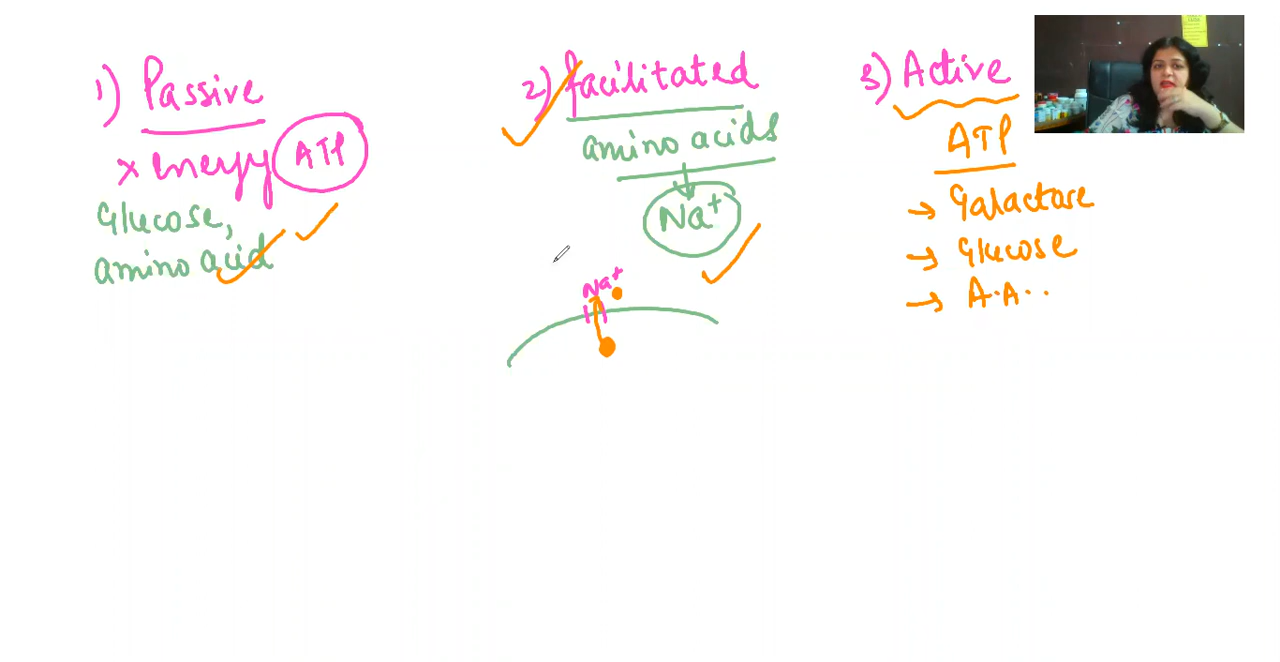 1) Passive
× energy ATP
Glucose,
amino acid
2) facilitated
amino acids
Na+
Na+
3) Active
ATP
→ Galactose
→ Glucose
→ A.A..